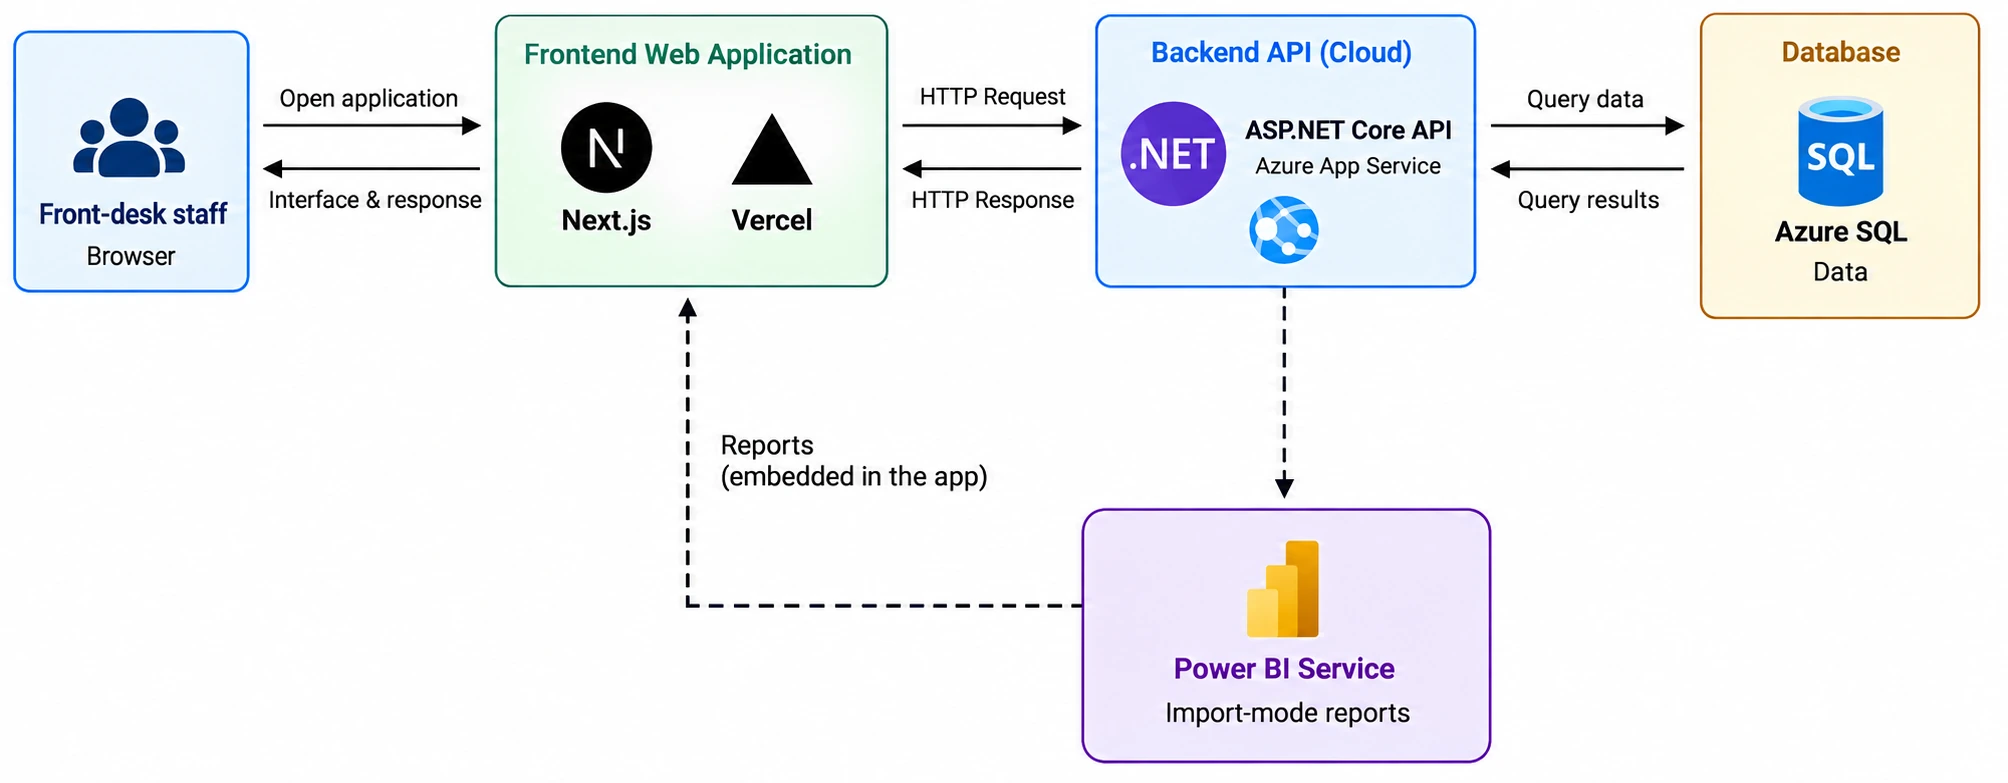 Front-desk staff
Browser
Open application
Interface & response
Frontend Web Application
N
Next.js
Vercel
HTTP Request
HTTP Response
Backend API (Cloud)
.NET
ASP.NET Core API
Azure App Service
Query data
Query results
Database
SQL
Azure SQL
Data
Reports
(embedded in the app)
Power BI Service
Import-mode reports